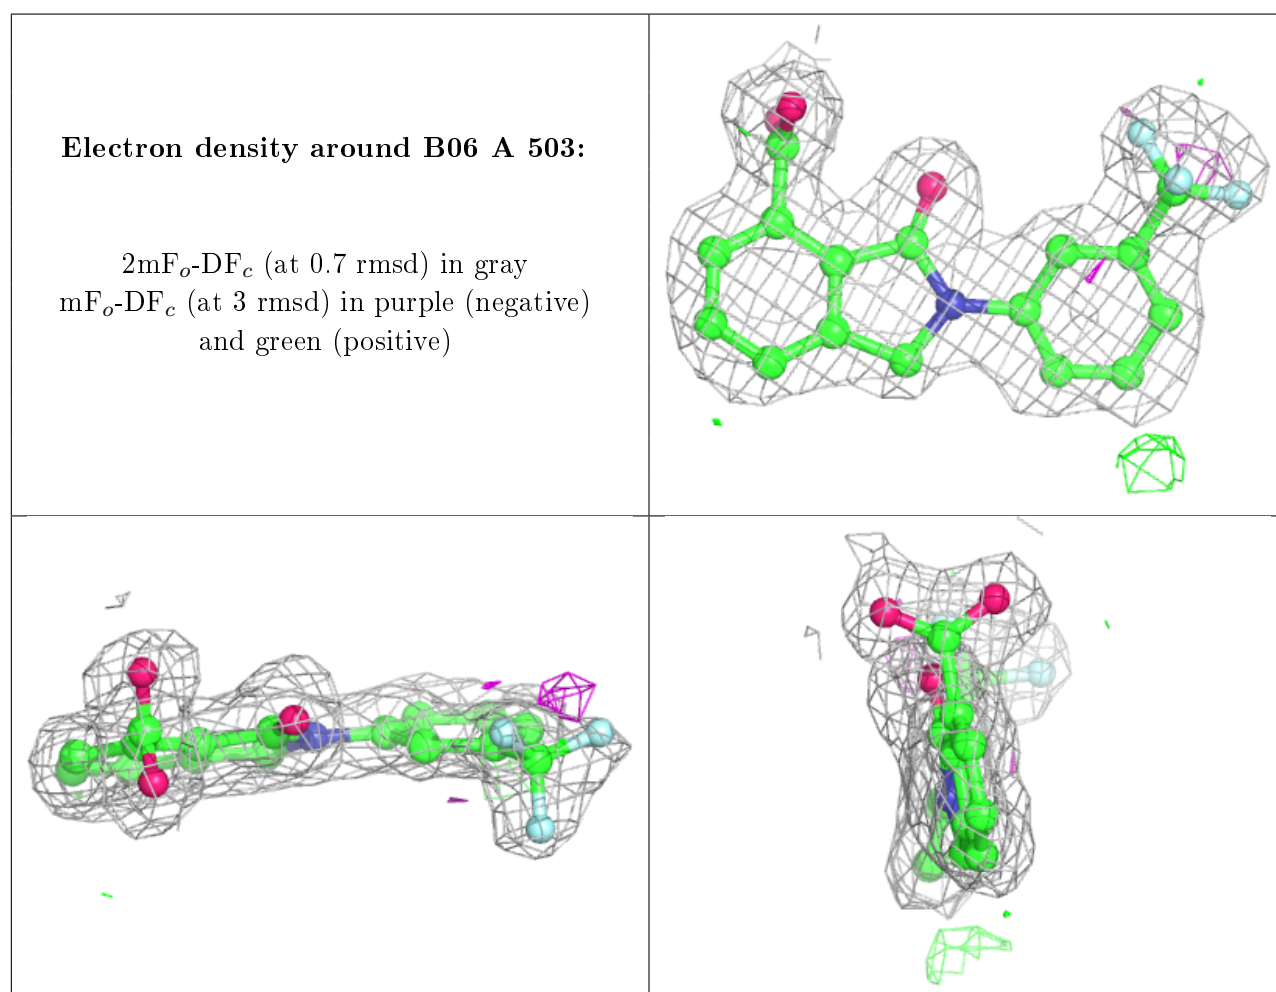 Electron density around B06 A 503:
2mFo-DFc (at 0.7 rmsd) in gray
mFo-DFc (at 3 rmsd) in purple (negative)
and green (positive)